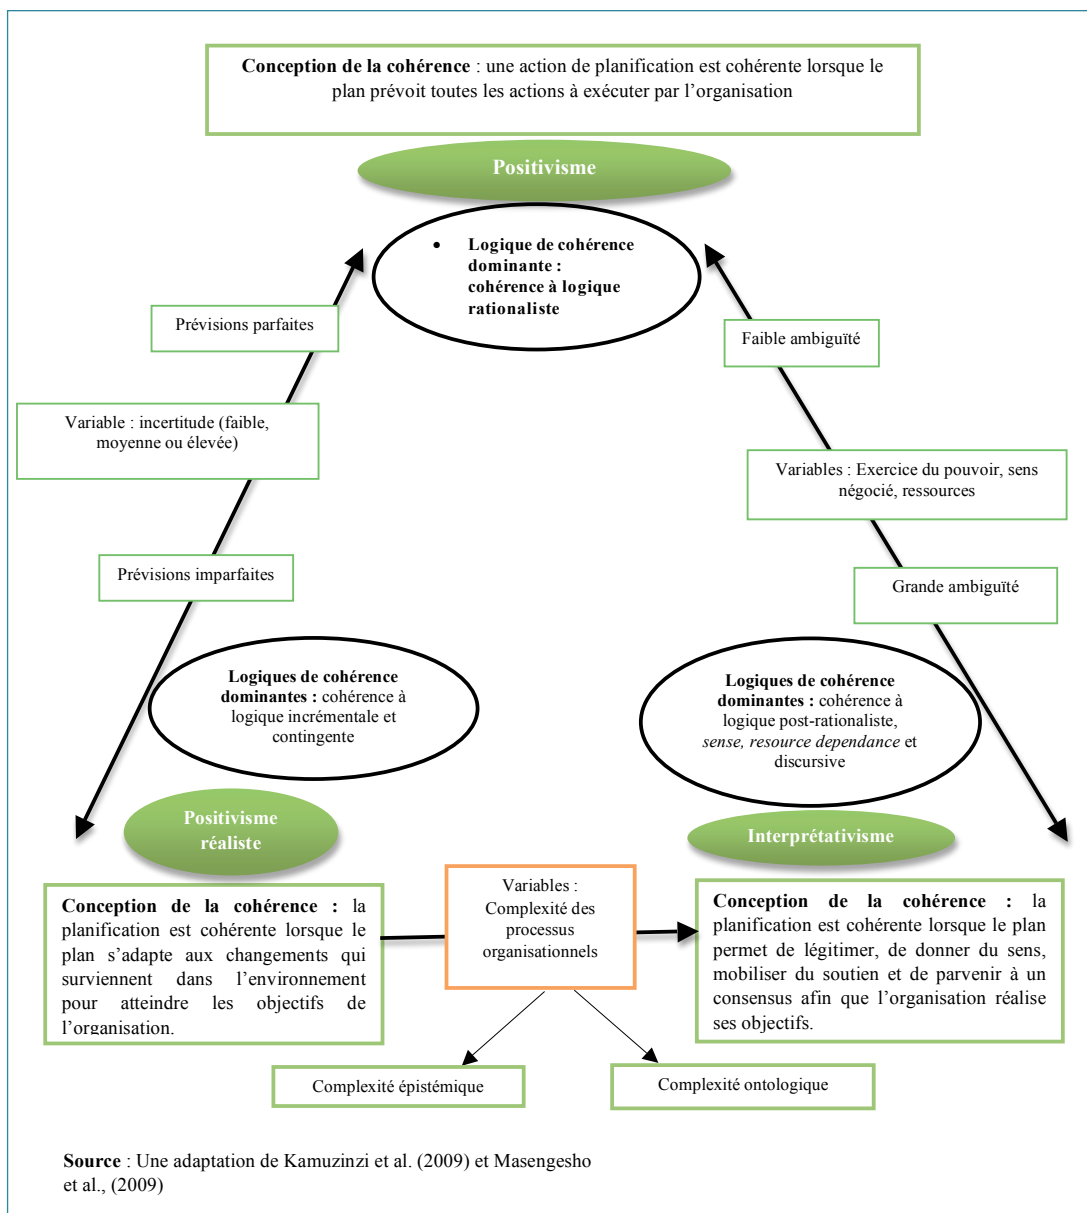 Conception de la cohérence : une action de planification est cohérente lorsque le
plan prévoit toutes les actions à exécuter par l’organisation
Positivisme
• Logique de cohérence
dominante :
cohérence à logique
rationaliste
Prévisions parfaites
Faible ambiguïté
Variable : incertitude (faible,
moyenne ou élevée)
Variables : Exercice du pouvoir, sens
négocié, ressources
Prévisions imparfaites
Grande ambiguïté
Logiques de cohérence
dominantes : cohérence à
logique incrémentale et
contingente
Logiques de cohérence
dominantes : cohérence à
logique post-rationaliste,
sense, resource dependance et
discursive
Positivisme
réaliste
Interprétativisme
Conception de la cohérence : la
planification est cohérente lorsque le
plan s’adapte aux changements qui
surviennent dans l’environnement
pour atteindre les objectifs de
l’organisation.
Variables :
Complexité des
processus
organisationnels
Conception de la cohérence : la
planification est cohérente lorsque le plan
permet de légitimer, de donner du sens,
mobiliser du soutien et de parvenir à un
consensus afin que l’organisation réalise
ses objectifs.
Complexité épistémique
Complexité ontologique
Source : Une adaptation de Kamuzinzi et al. (2009) et Masengesho
et al., (2009)